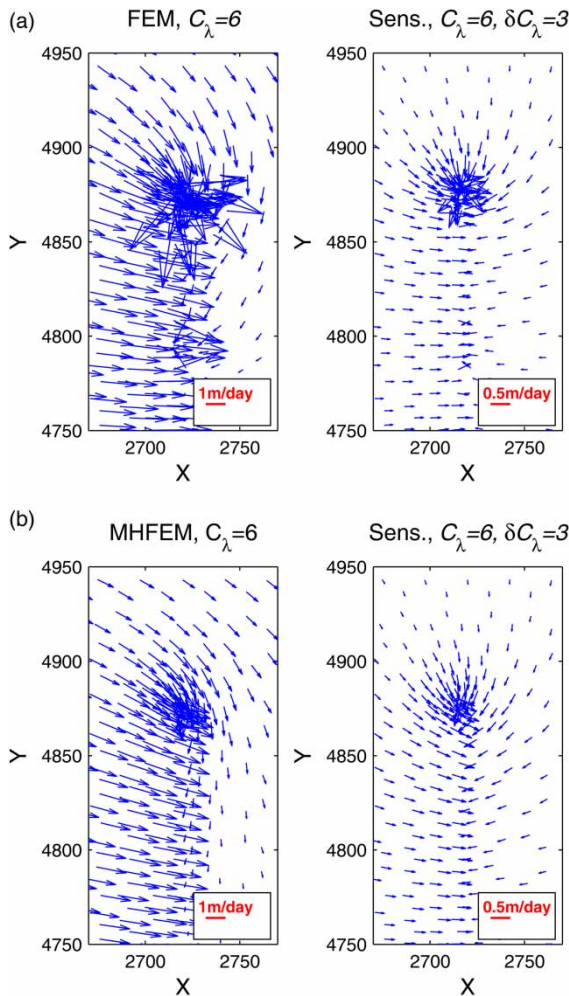 (a)
FEM, Cλ=6
Sens., Cλ=6, δCλ=3
4950
4900
4850
4800
4750
Y
2700
2750
X
1m/day
4950
4900
4850
4800
4750
Y
2700
2750
X
0.5m/day
(b)
MHFEM, Cλ=6
Sens., Cλ=6, δCλ=3
4950
4900
4850
4800
4750
Y
2700
2750
X
1m/day
4950
4900
4850
4800
4750
Y
2700
2750
X
0.5m/day